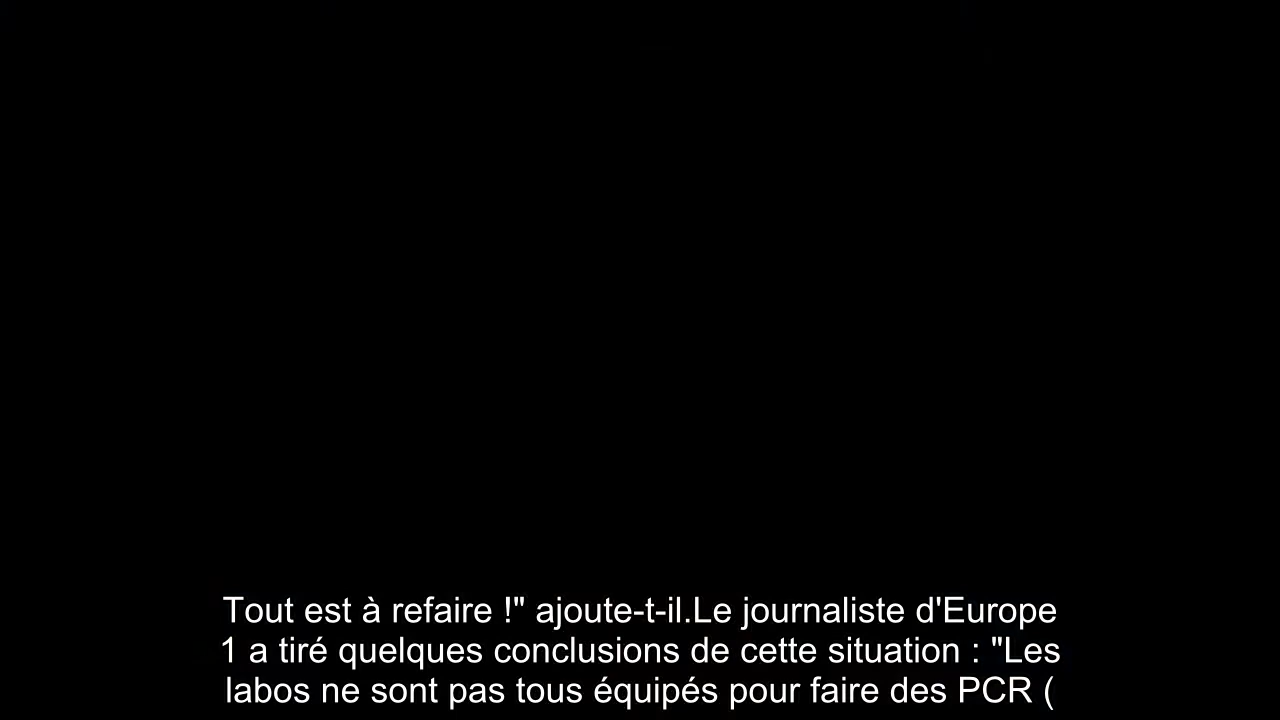 Tout est à refaire !" ajoute-t-il.Le journaliste d'Europe
1 a tiré quelques conclusions de cette situation : "Les
labos ne sont pas tous équipés pour faire des PCR (